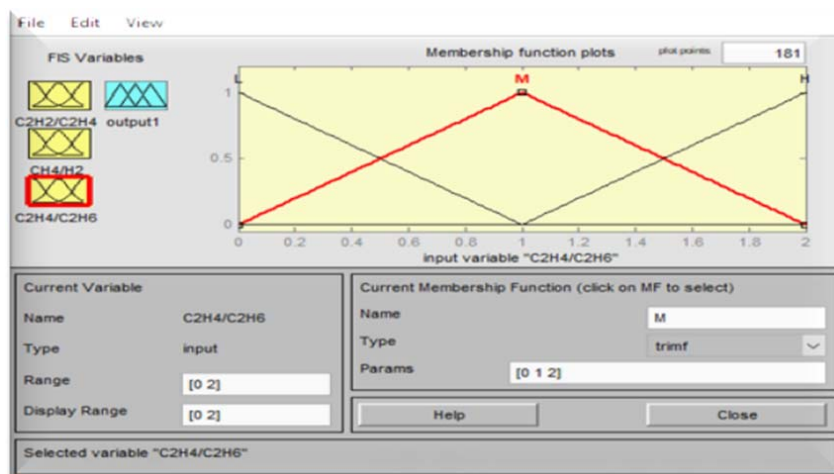 File Edit View
FIS Variables
Membership function plots
plot points:
181
C2H2/C2H4
output1
CH4/H2
C2H4/C2H6
L
M
H
1
0.5
0
0 0.2 0.4 0.6 0.8 1 1.2 1.4 1.6 1.8 2
input variable "C2H4/C2H6"
Current Variable
Name C2H4/C2H6
Type input
Range [0 2]
Display Range [0 2]
Current Membership Function (click on MF to select)
Name M
Type trimf
Params [0 1 2]
Help Close
Selected variable "C2H4/C2H6"